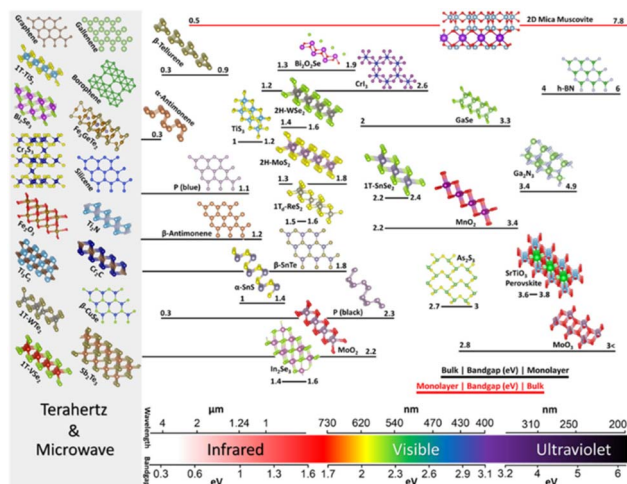 Graphene
Gallenene
1T-TiS₂
Borophene
Bi₂Se
Fe₃GeTe₂
Cr₂S₃
Silicene
Fe₂O₃
Ti₂N
Ti₃C₂
Cr₂C
1T-WTe₂
β-CuSe
1T-VSe₂
Sb₂Te₃
Terahertz
&
Microwave
0.5
2D Mica Muscovite
7.8
β-Tellurene
0.3
0.9
Bi₂O₂Se
1.3
1.9
CrI₃
1.2
2.6
h-BN
4
6
α-Antimonene
0.3
TiS₂
1
1.2
2H-WSe₂
1.4
1.6
GaSe
2
3.3
2H-MoS₂
1.3
1.8
1T-SnSe₂
2.2
2.4
Ga₂N₃
3.4
4.9
P (blue)
1.1
1.5
1.6
MnO₂
2.2
3.4
β-Antimonene
1.2
β-SnTe
1.8
α-SnS
1
1.4
As₂S₃
2.7
3
SrTiO₃
Perovskite
3.6
3.8
P (black)
0.3
2.3
MoO₂
2.2
In₂Se₃
1.4
1.6
MoO₃
2.8
3<
Bulk | Bandgap (eV) | Monolayer
Monolayer | Bandgap (eV) | Bulk
Wavelength
µm
nm
nm
4 2 1.24 1 730 620 540 470 430 400 310 250 200
Infrared Visible Ultraviolet
Bandgap
0.3 0.6 1 1.3 1.6 1.7 2 2.3 2.6 2.9 3.1 3.2 4 5 6
eV
eV
eV